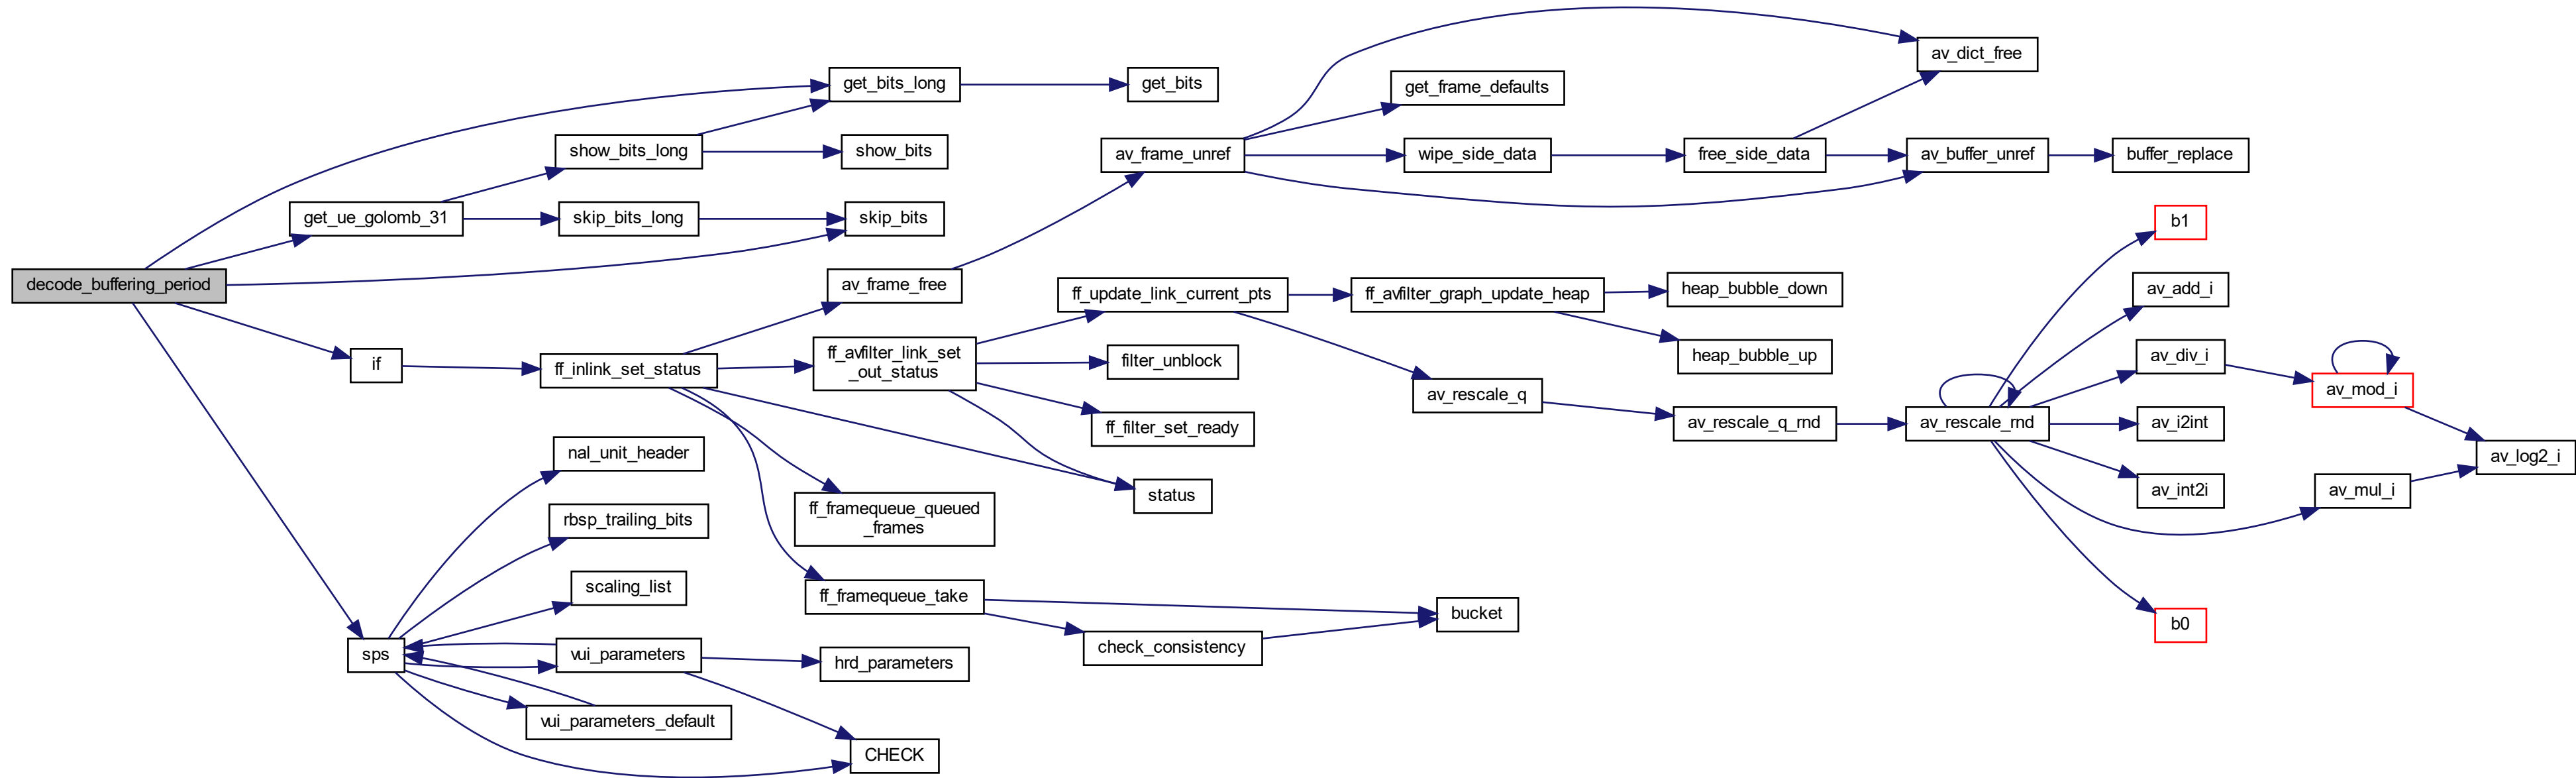 av_dict_free
get_bits_long
get_bits
get_frame_defaults
show_bits_long
show_bits
av_frame_unref
wipe_side_data
free_side_data
av_buffer_unref
buffer_replace
get_ue_golomb_31
skip_bits_long
skip_bits
b1
decode_buffering_period
av_frame_free
ff_update_link_current_pts
ff_avfilter_graph_update_heap
heap_bubble_down
av_add_i
if
ff_inlink_set_status
ff_avfilter_link_set
_out_status
filter_unblock
heap_bubble_up
av_div_i
av_mod_i
av_rescale_q
ff_filter_set_ready
av_rescale_q_rnd
av_rescale_rnd
av_i2int
nal_unit_header
av_log2_i
status
av_int2i
av_mul_i
rbsp_trailing_bits
ff_framequeue_queued
_frames
scaling_list
ff_framequeue_take
bucket
b0
sps
vui_parameters
hrd_parameters
check_consistency
vui_parameters_default
CHECK